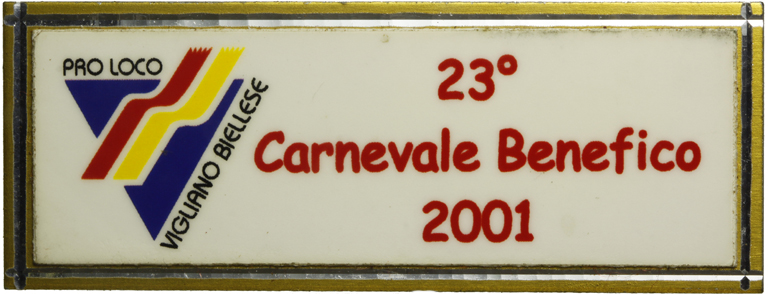 PRO LOCO
VIGLIANO BIELLESE
23°
Carnevale Benefico
2001